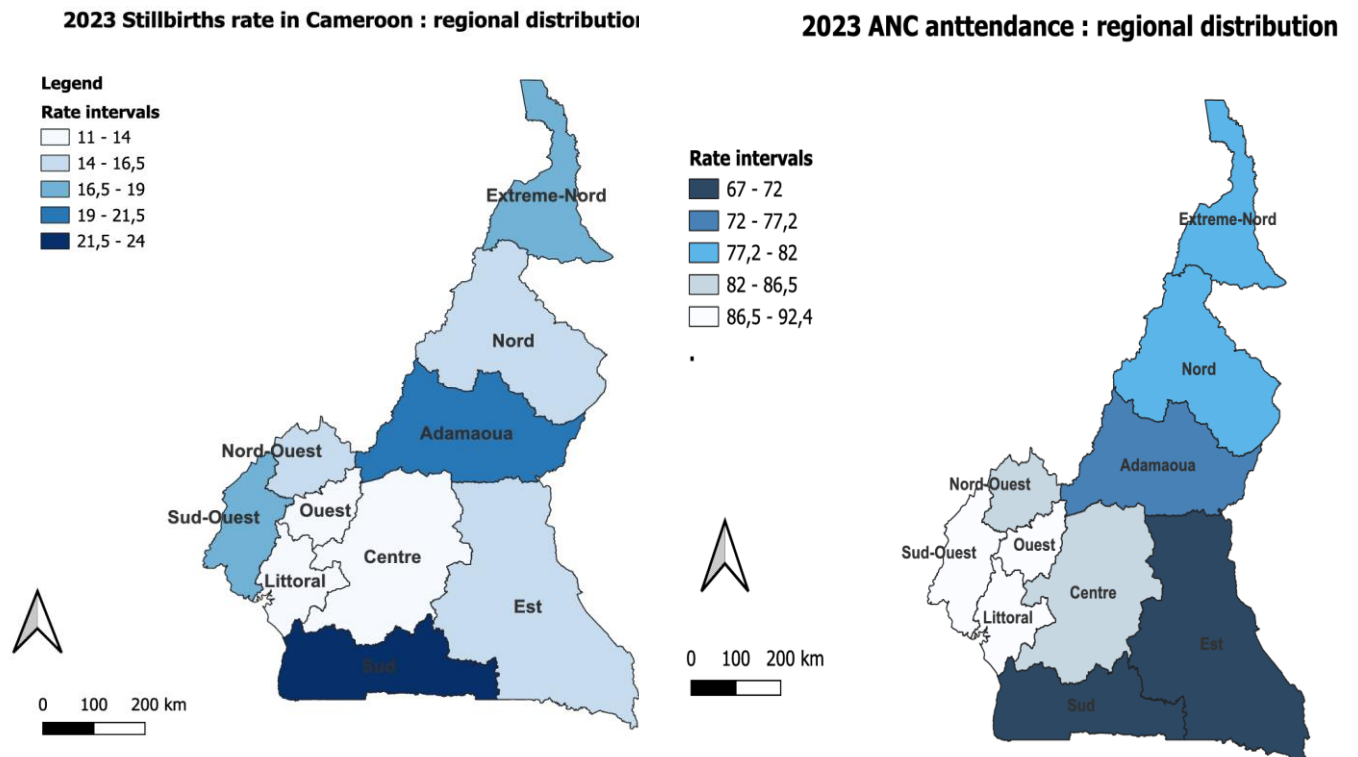 2023 Stillbirths rate in Cameroon : regional distribution
Legend
Rate intervals
11 - 14
14 - 16,5
16,5 - 19
19 - 21,5
21,5 - 24
Extreme-Nord
Nord
Adamaoua
Nord-Ouest
Sud-Ouest
Ouest
Centre
Littoral
Est
Sud
0 100 200 km
2023 ANC anttendance : regional distribution
Rate intervals
67 - 72
72 - 77,2
77,2 - 82
82 - 86,5
86,5 - 92,4
Extreme-Nord
Nord
Adamaoua
Nord-Ouest
Sud-Ouest
Ouest
Centre
Littoral
Est
Sud
0 100 200 km